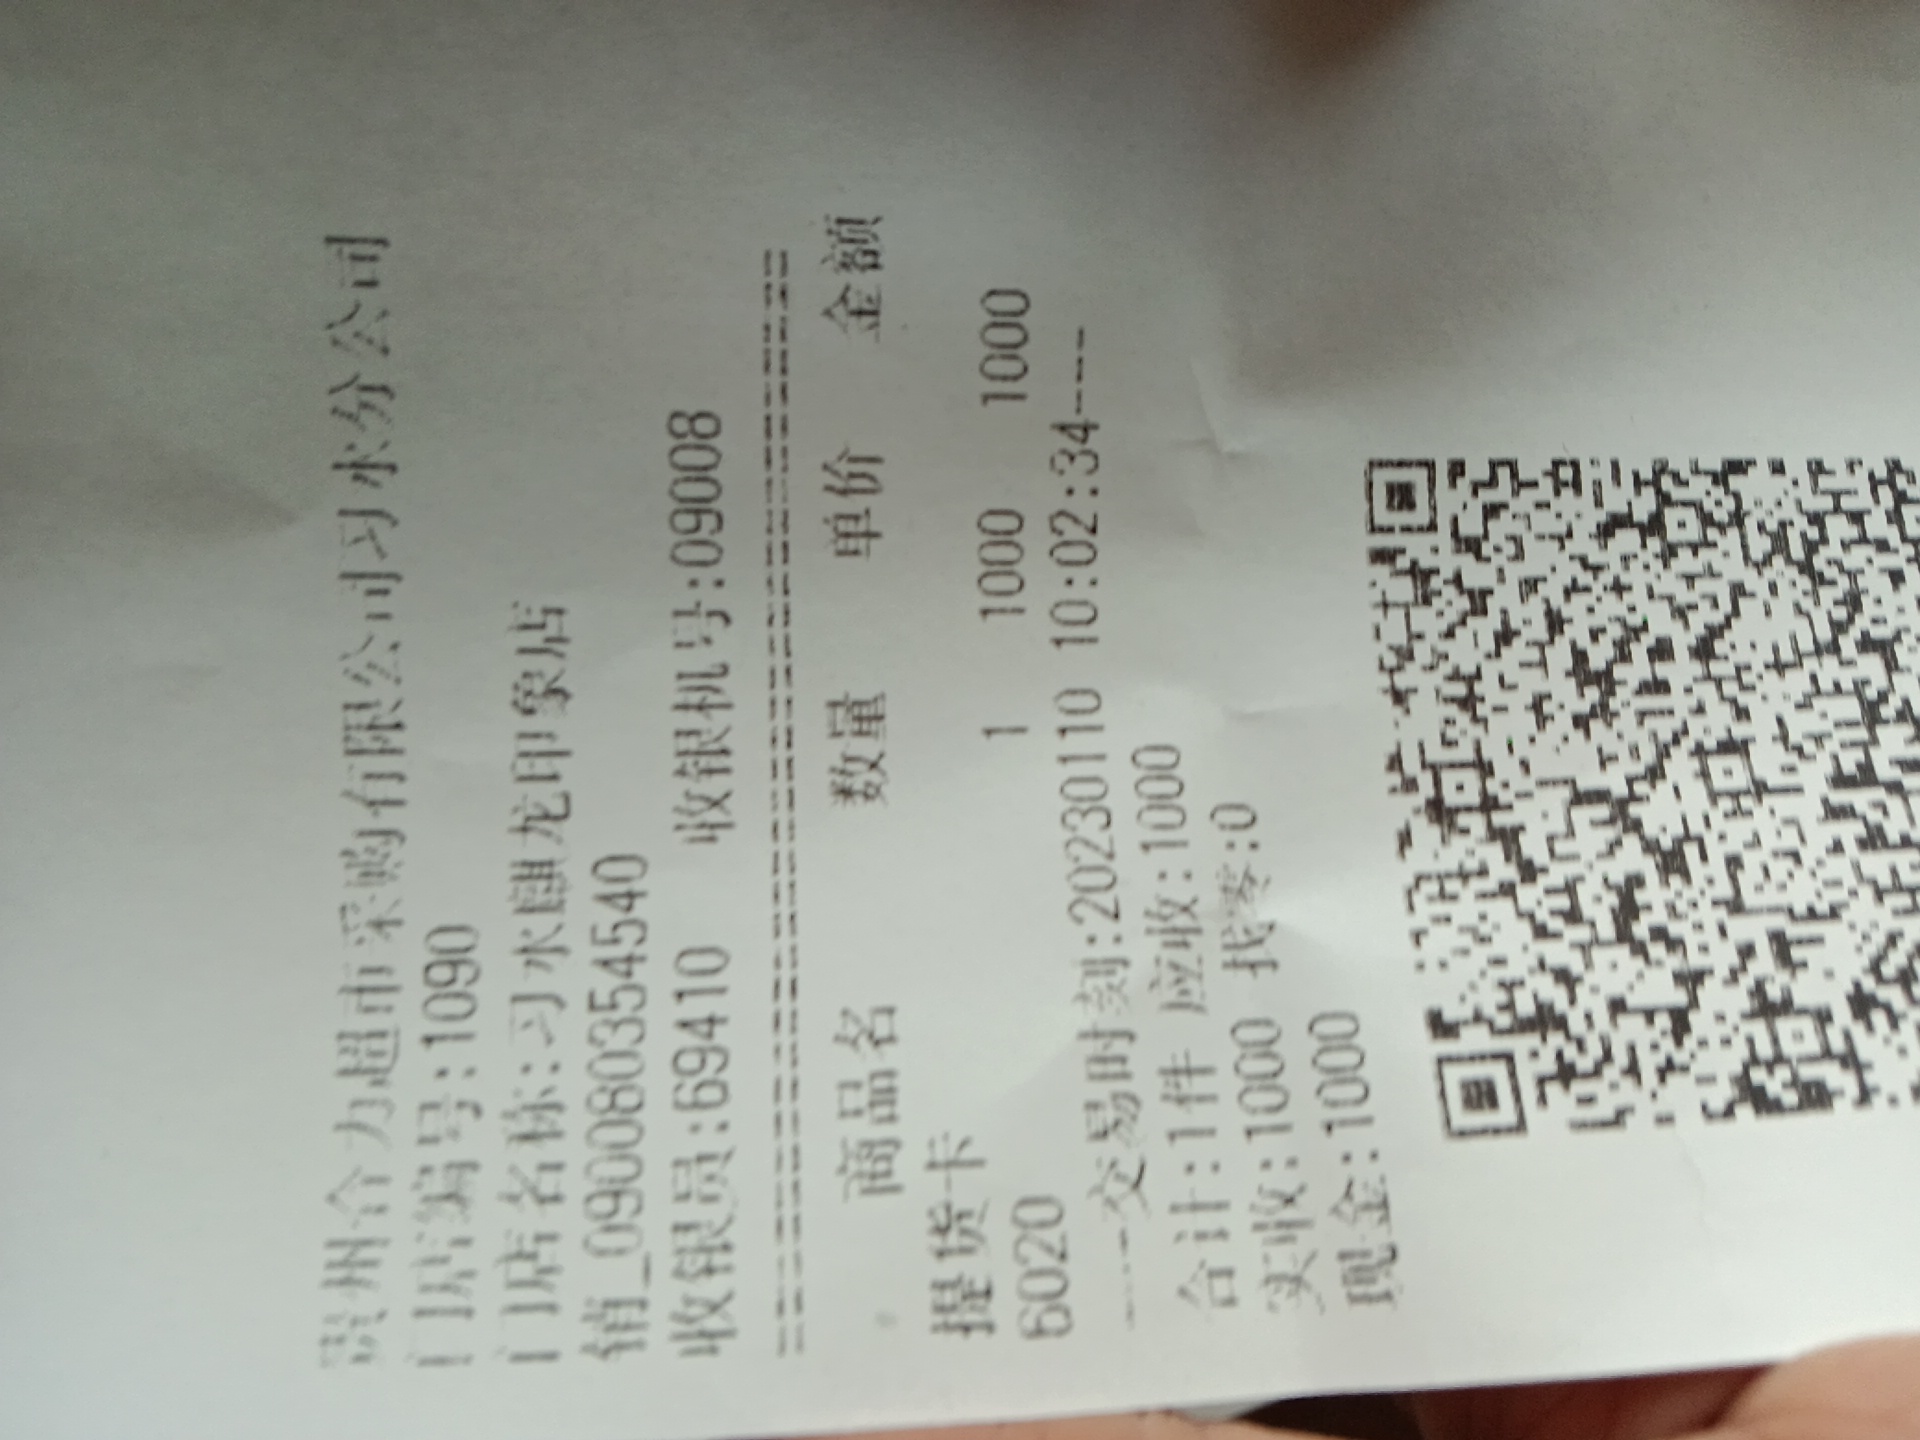 贵州合力超市采购有限公司习水分公司
门店编号:1090
门店名称:习水麒龙印象店
销_090080354540
收银员:69410 收银机号:09008
================================
商品名 数量 单价 金额
提货卡
6020 1 1000 1000
----交易时刻:20230110 10:02:34----
合计:1件 应收:1000
实收:1000 找零:0
现金:1000